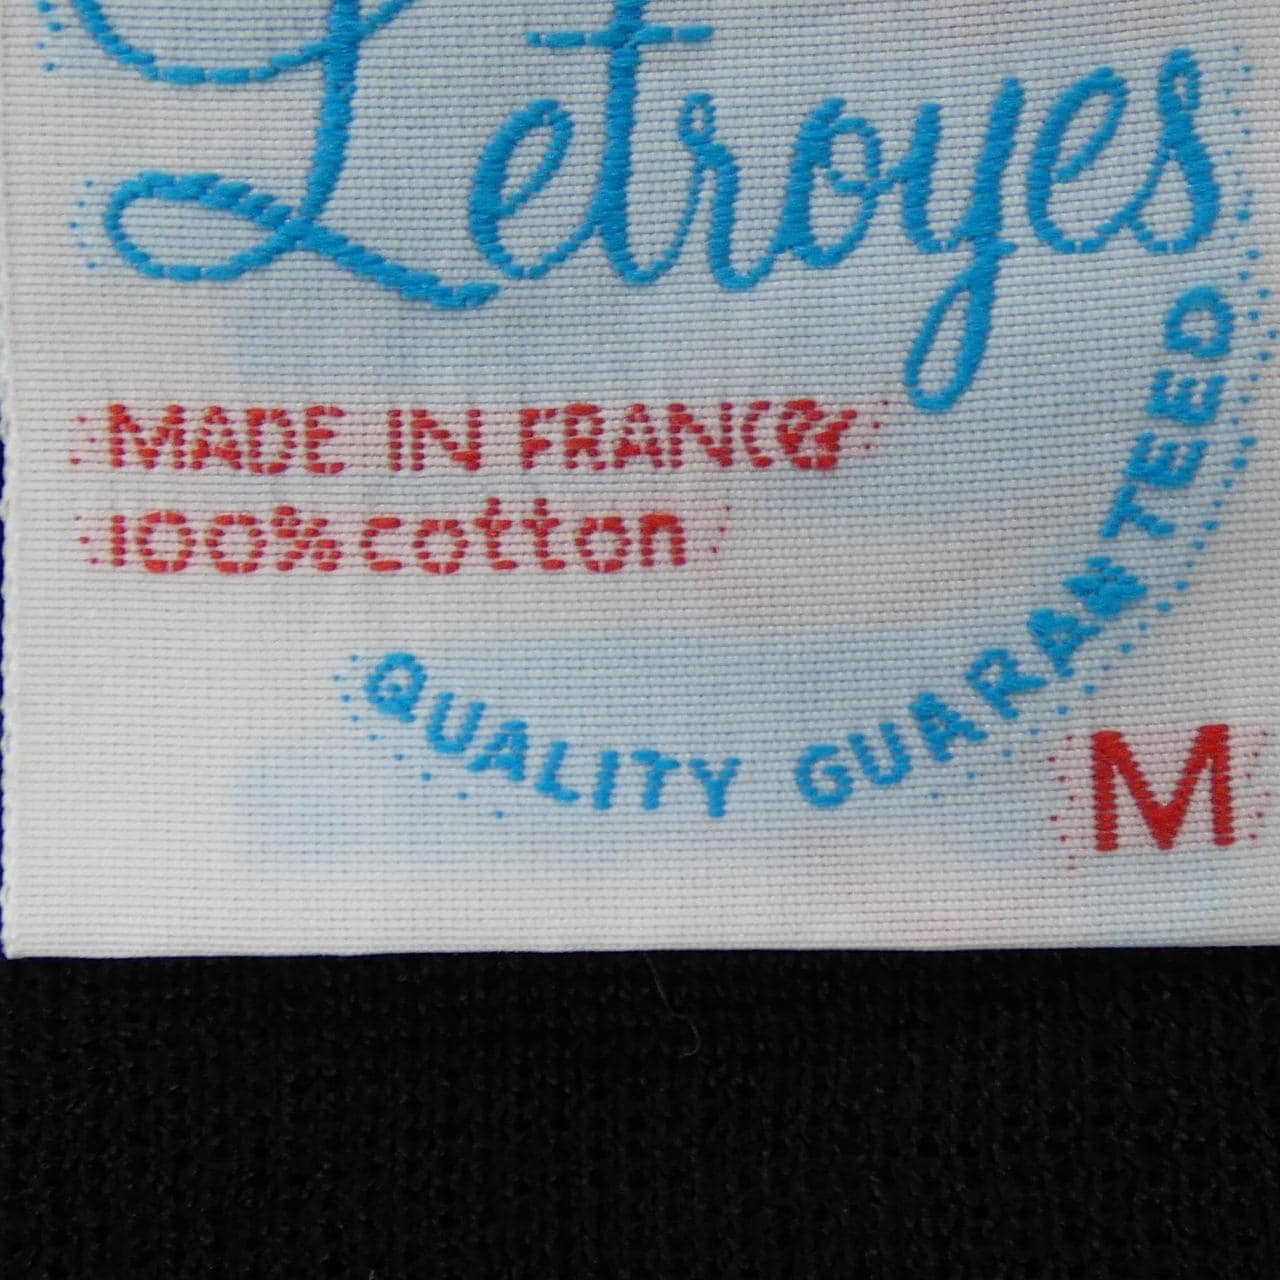 Letroyes
MADE IN FRANCE
100% cotton
QUALITY GUARANTEED
M